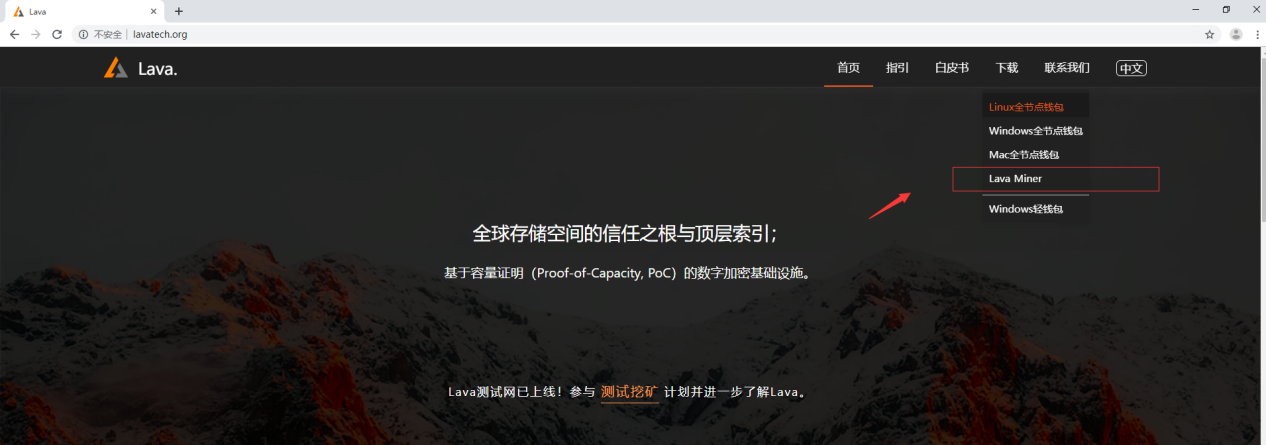 Lava
不安全 | lavatech.org
Lava.
首页 指引 白皮书 下载 联系我们 中文
Linux全节点钱包
Windows全节点钱包
Mac全节点钱包
Lava Miner
Windows轻钱包
全球存储空间的信任之根与顶层索引；
基于容量证明（Proof-of-Capacity, PoC）的数字加密基础设施。
Lava测试网已上线！参与 测试挖矿 计划并进一步了解Lava。